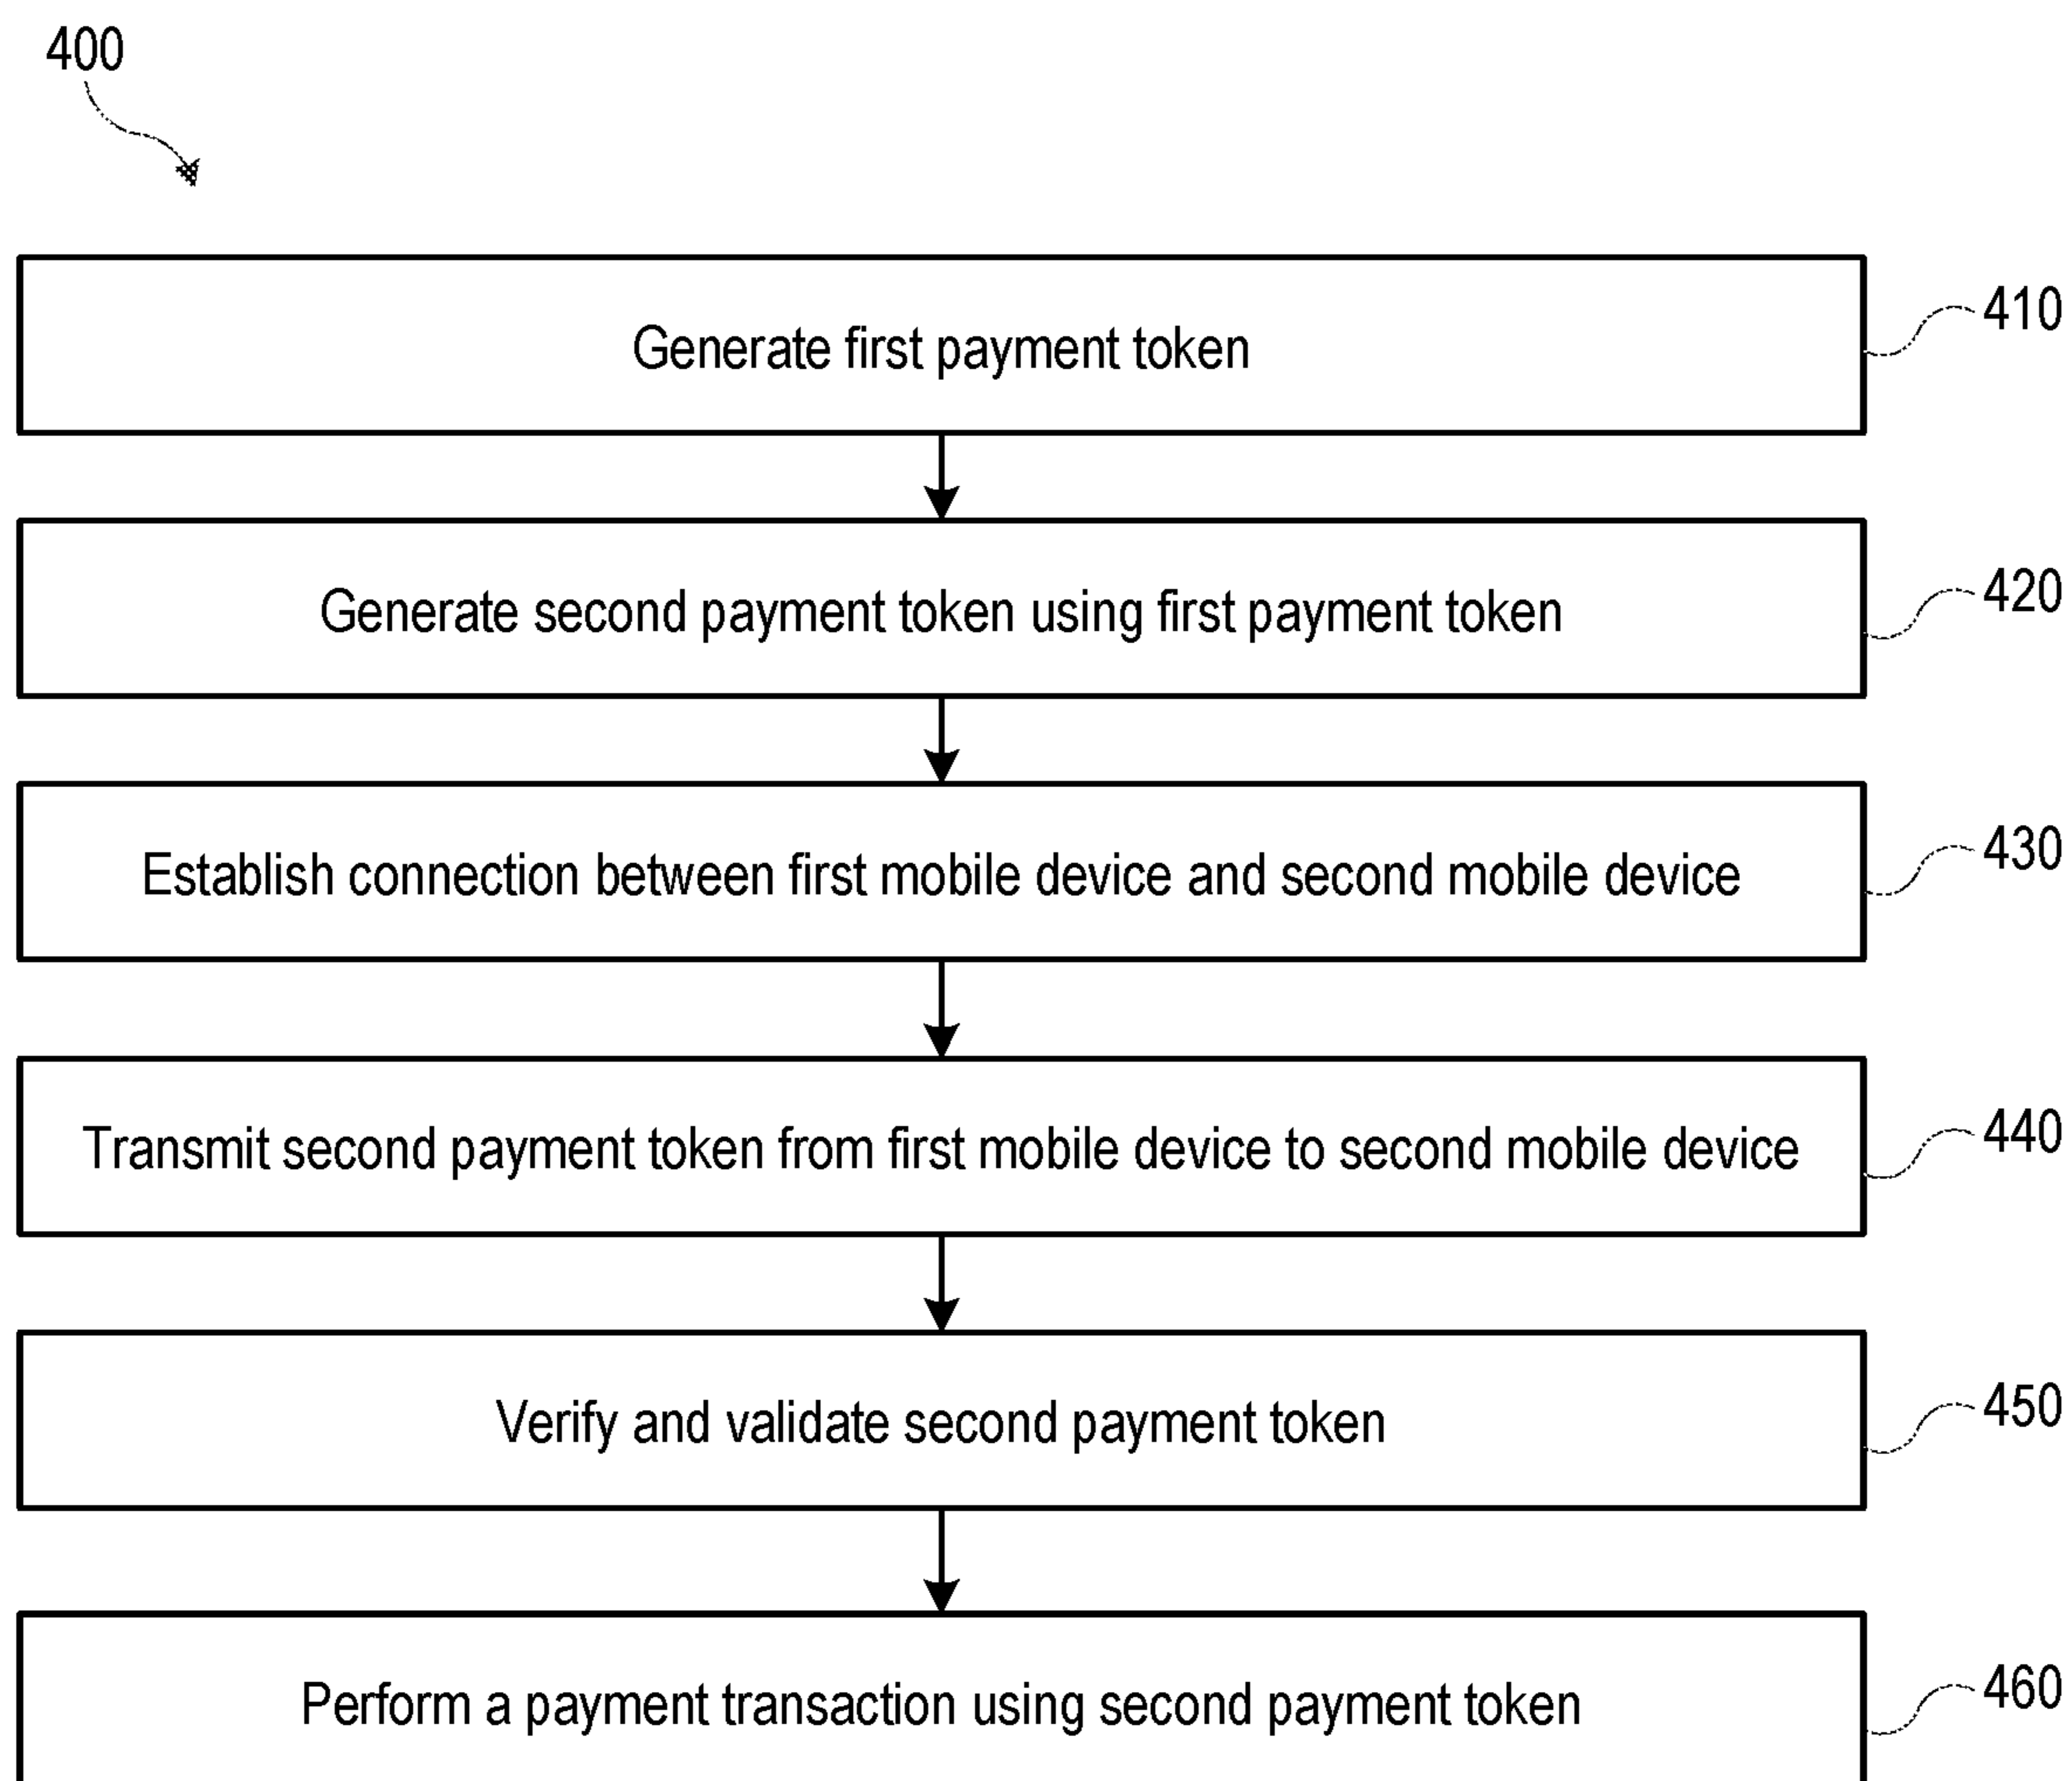 400
Generate first payment token
410
Generate second payment token using first payment token
420
Establish connection between first mobile device and second mobile device
430
Transmit second payment token from first mobile device to second mobile device
440
Verify and validate second payment token
450
Perform a payment transaction using second payment token
460